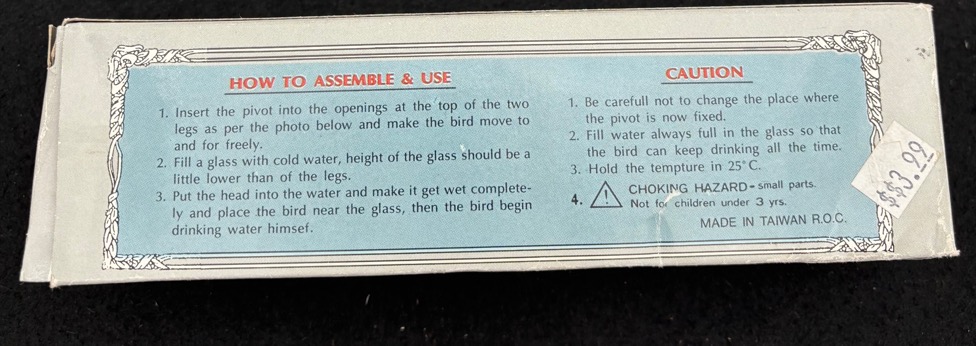 HOW TO ASSEMBLE & USE
1. Insert the pivot into the openings at the top of the two
legs as per the photo below and make the bird move to
and for freely.
2. Fill a glass with cold water, height of the glass should be a
little lower than of the legs.
3. Put the head into the water and make it get wet complete-
ly and place the bird near the glass, then the bird begin
drinking water himsef.
CAUTION
1. Be carefull not to change the place where
the pivot is now fixed.
2. Fill water always full in the glass so that
the bird can keep drinking all the time.
3. Hold the tempture in 25°C.
4. ⚠ CHOKING HAZARD - small parts.
Not for children under 3 yrs.
MADE IN TAIWAN R.O.C.
$$3.99